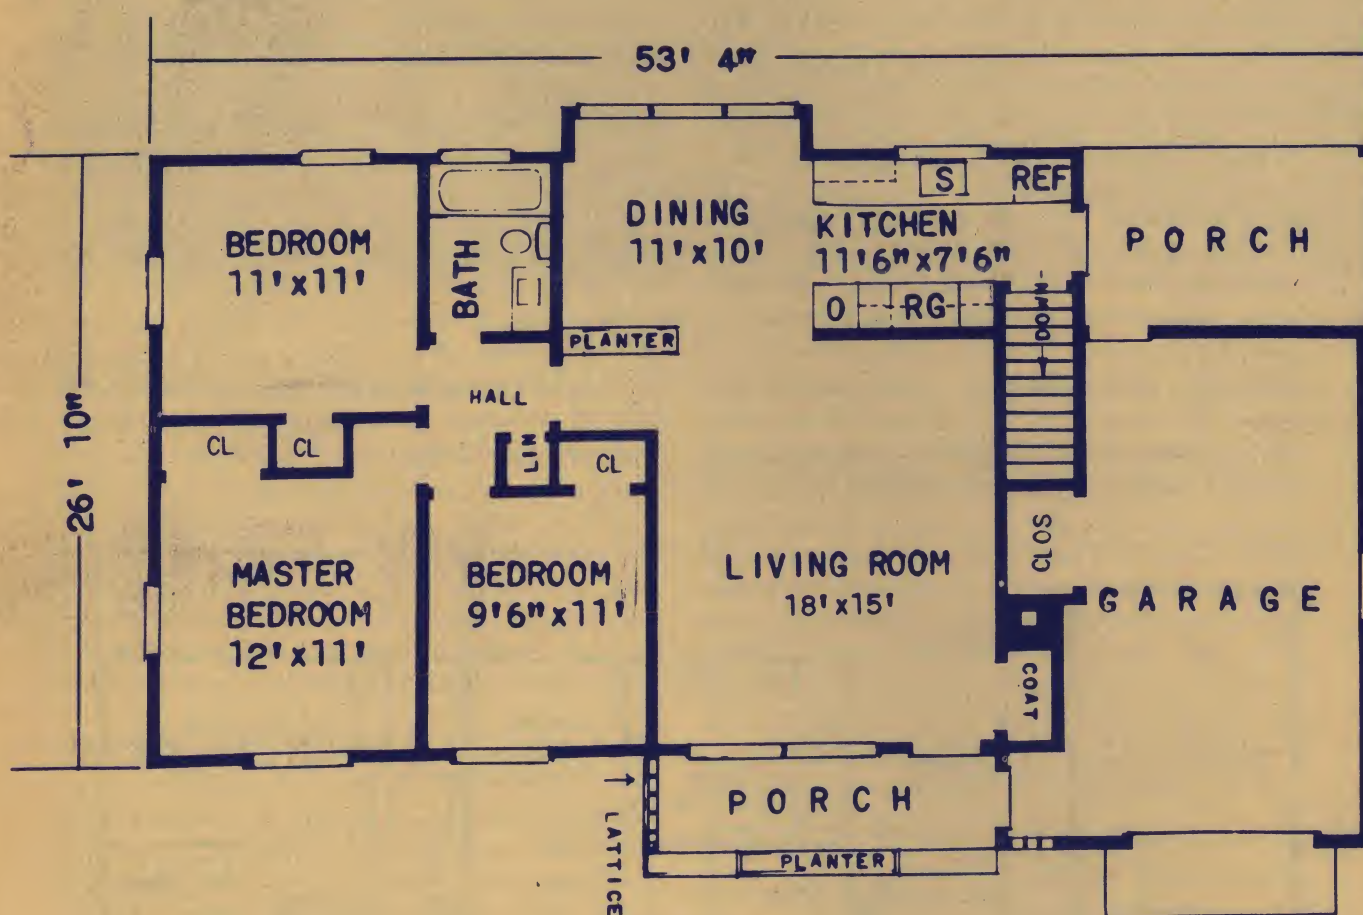 53' 4"
26' 10"
BEDROOM
11'x11'
BATH
DINING
11'x10'
S
REF
KITCHEN
11'6"x7'6"
PORCH
O
RG
DOWN
PLANTER
HALL
CL
CL
LIN
CL
MASTER
BEDROOM
12'x11'
BEDROOM
9'6"x11'
LIVING ROOM
18'x15'
CLOS
GARAGE
COAT
PORCH
LATTICE
PLANTER